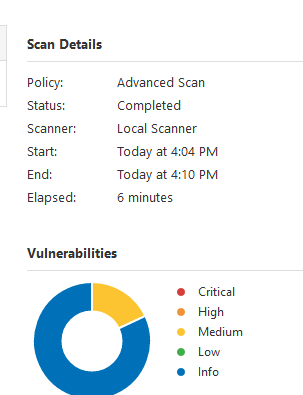 Scan Details
Policy: Advanced Scan
Status: Completed
Scanner: Local Scanner
Start: Today at 4:04 PM
End: Today at 4:10 PM
Elapsed: 6 minutes
Vulnerabilities
Critical
High
Medium
Low
Info